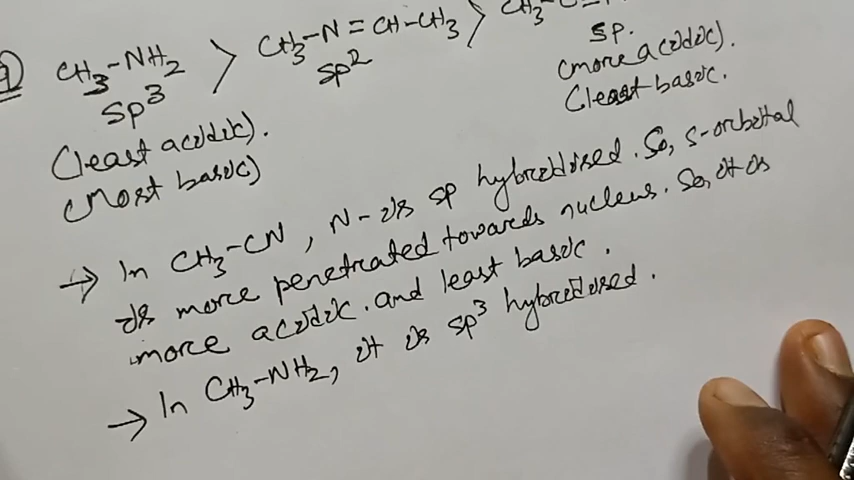 9) CH3-NH2 > CH3-N=CH-CH3 > CH3-C≡
sp3 sp2 sp.
(least acidic). (more acidic).
(Most basic) (least basic.
→ In CH3-CN, N-is sp hybridised. So, s-orbital
is more penetrated towards nucleus. So, it is
more acidic. and least basic.
→ In CH3-NH2, it is sp3 hybridised.